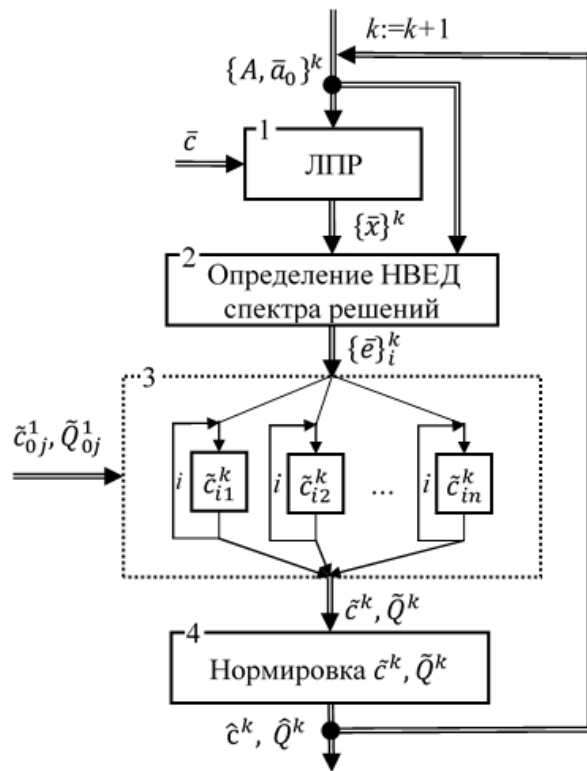 k:=k+1
{A, ā₀}ᵏ
c̄
1
ЛПР
{x̄}ᵏ
2
Определение НВЕД
спектра решений
{ē}ᵢᵏ
3
c̃¹₀ⱼ, Q̃¹₀ⱼ
i c̃ᵏᵢ₁ i c̃ᵏᵢ₂ ... i c̃ᵏᵢₙ
c̃ᵏ, Q̃ᵏ
4
Нормировка c̃ᵏ, Q̃ᵏ
ĉᵏ, Q̂ᵏ